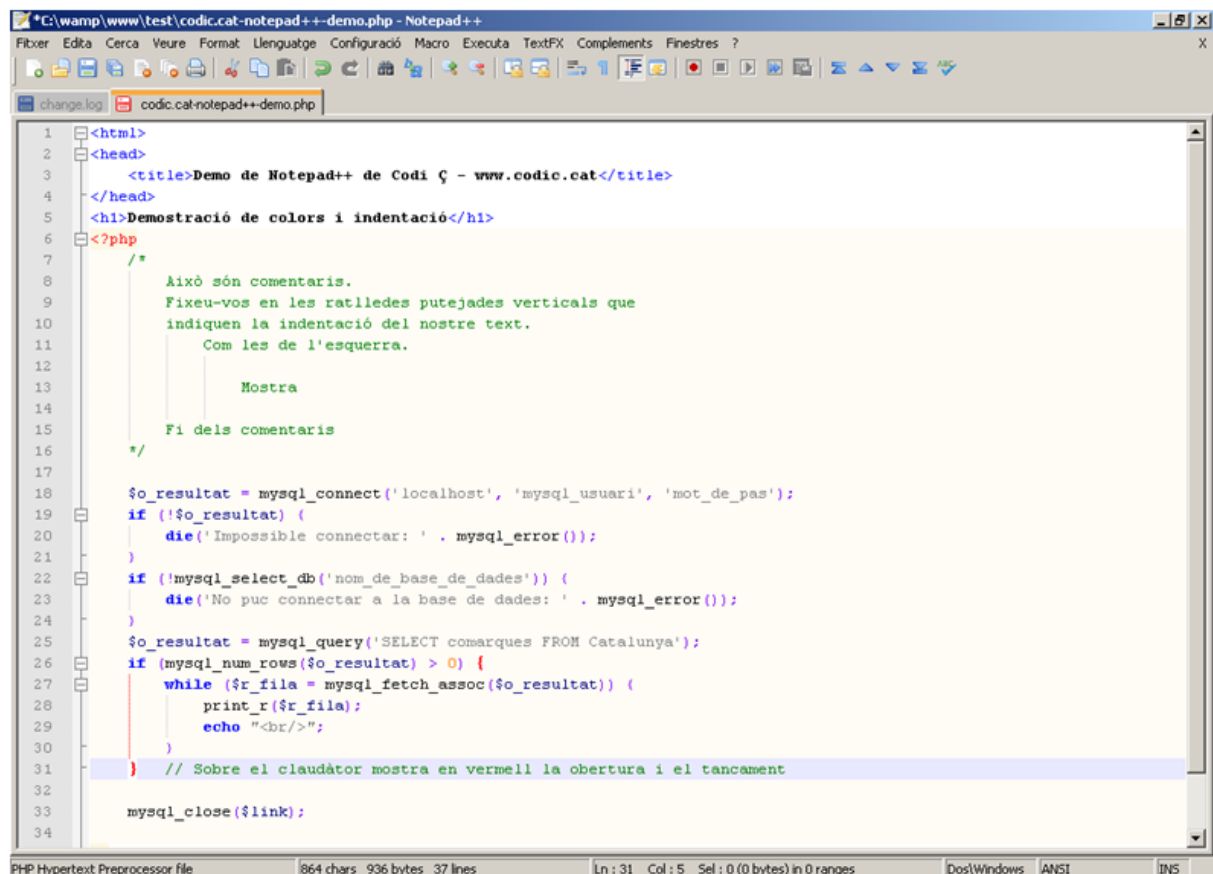 *C:\wamp\www\test\codic.cat-notepad++-demo.php - Notepad++
Fitxer Edita Cerca Veure Format Llenguatge Configuració Macro Executa TextFX Complements Finestres ? X
change.log codic.cat-notepad++-demo.php
1 <html>
2 <head>
3 <title>Demo de Notepad++ de Codi Ç - www.codic.cat</title>
4 </head>
5 <h1>Demostració de colors i indentació</h1>
6 <?php
7 /*
8 Això són comentaris.
9 Fixeu-vos en les ratlledes putejades verticals que
10 indiquen la indentació del nostre text.
11 Com les de l'esquerra.
12
13 Mostra
14
15 Fi dels comentaris
16 */
17
18 $o_resultat = mysql_connect('localhost', 'mysql_usuari', 'mot_de_pas');
19 if (!$o_resultat) {
20 die('Impossible connectar: ' . mysql_error());
21 }
22 if (!mysql_select_db('nom_de_base_de_dades')) {
23 die('No puc connectar a la base de dades: ' . mysql_error());
24 }
25 $o_resultat = mysql_query('SELECT comarques FROM Catalunya');
26 if (mysql_num_rows($o_resultat) > 0) {
27 while ($r_fila = mysql_fetch_assoc($o_resultat)) {
28 print_r($r_fila);
29 echo "<br/>";
30 }
31 } // Sobre el claudàtor mostra en vermell la obertura i el tancament
32
33 mysql_close($link);
34
PHP Hypertext Preprocessor file 864 chars 936 bytes 37 lines Ln : 31 Col : 5 Sel : 0 (0 bytes) in 0 ranges Dos\Windows ANSI INS